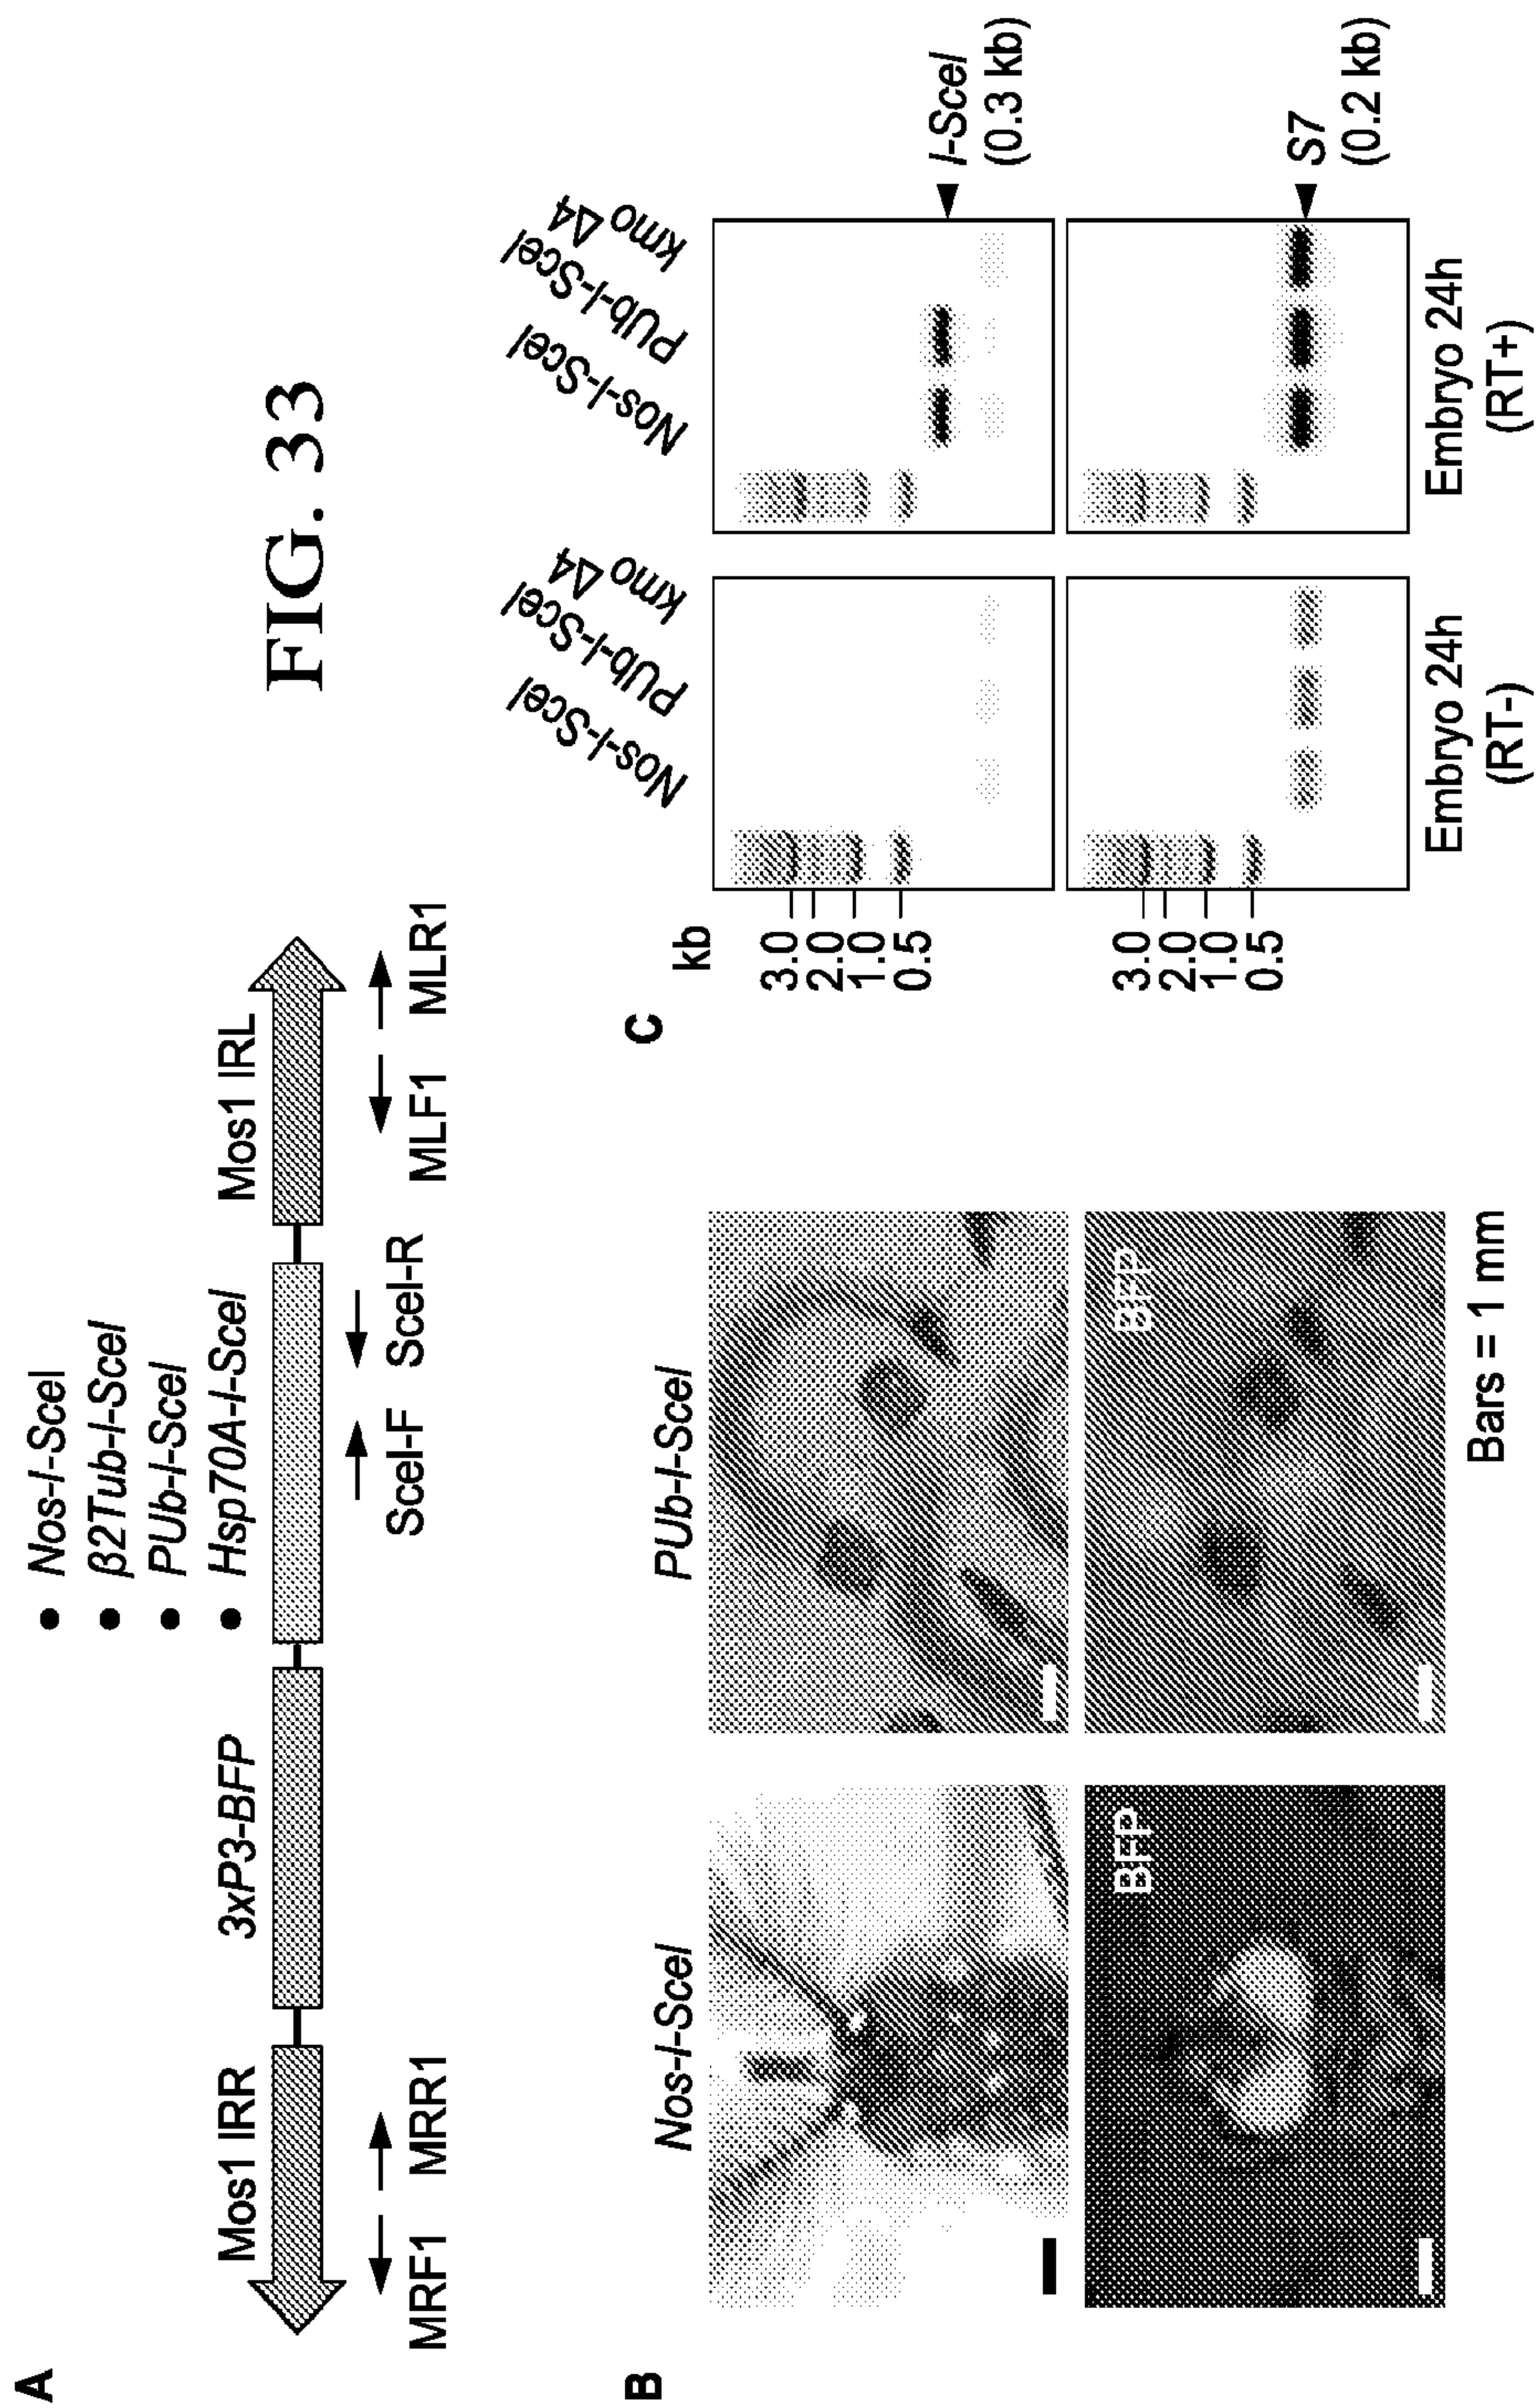 FIG. 33
A
Nos-I-SceI
β2Tub-I-SceI
PUb-I-SceI
Hsp70A-I-SceI
Mos1 IRR
3xP3-BFP
Mos1 IRL
MRF1 MRR1
SceI-F SceI-R
MLF1 MLR1
B
Nos-I-SceI
PUb-I-SceI
BFP
BFP
Bars = 1 mm
C
Nos-I-SceI
PUb-I-SceI
kmo Δ4
Nos-I-SceI
PUb-I-SceI
kmo Δ4
kb
3.0
2.0
1.0
0.5
I-SceI
(0.3 kb)
3.0
2.0
1.0
0.5
S7
(0.2 kb)
Embryo 24h
(RT-)
Embryo 24h
(RT+)